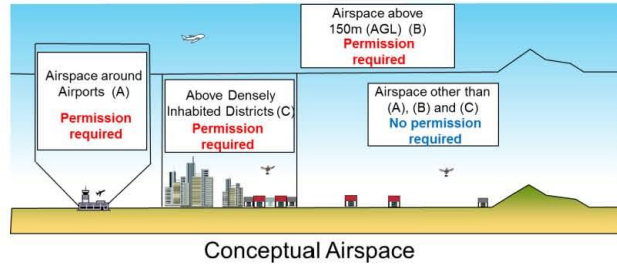 Airspace above
150m (AGL) (B)
Permission
required
Airspace around
Airports (A)
Permission
required
Above Densely
Inhabited Districts (C)
Permission
required
Airspace other than
(A), (B) and (C)
No permission
required
Conceptual Airspace